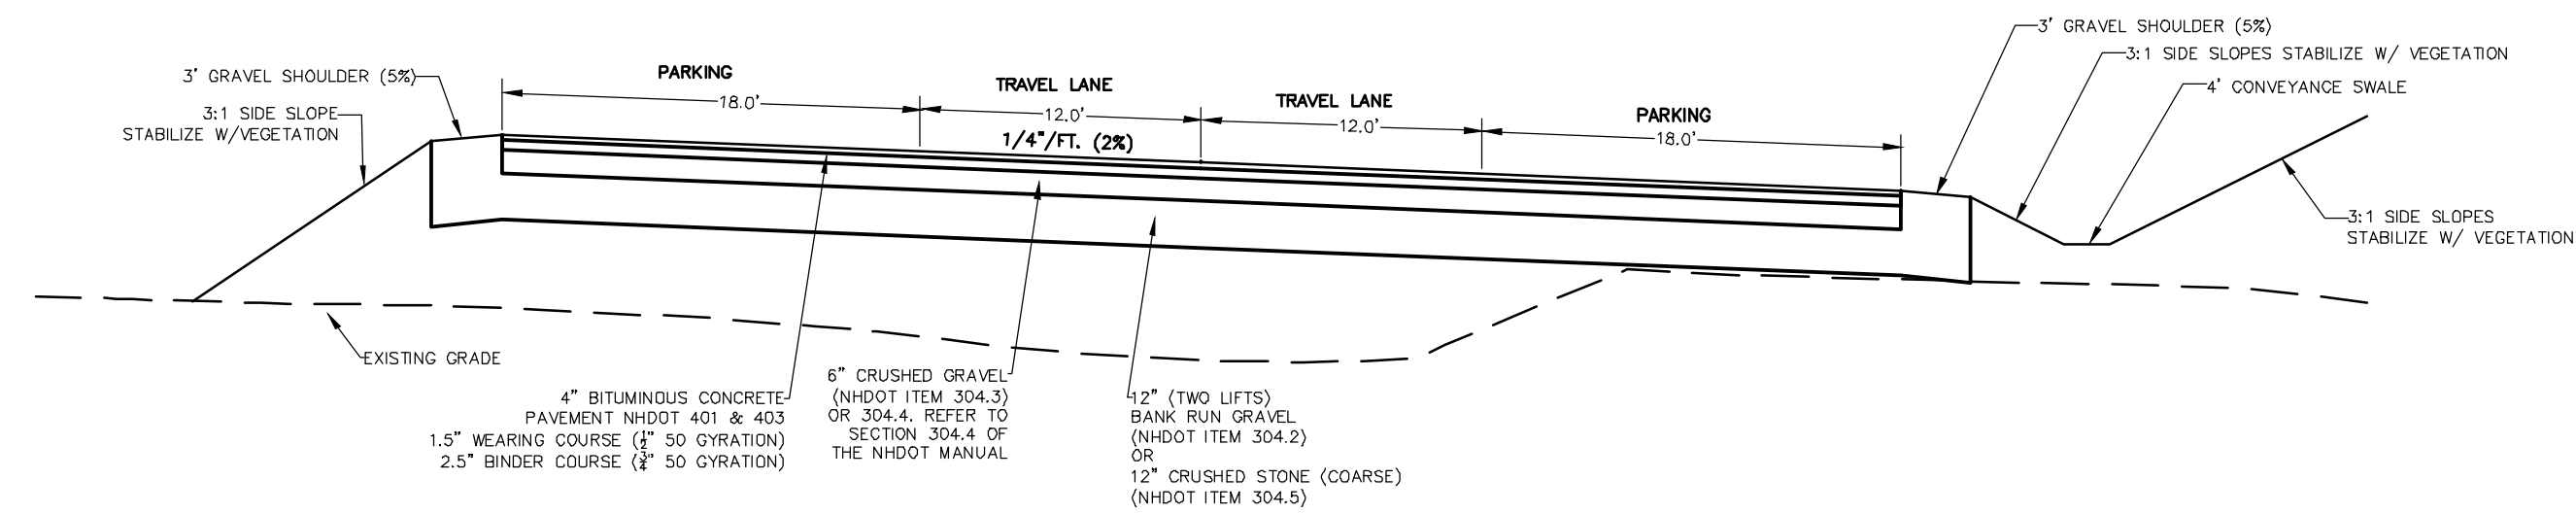 3' GRAVEL SHOULDER (5%)
3:1 SIDE SLOPE
STABILIZE W/VEGETATION
PARKING
18.0'
TRAVEL LANE
12.0'
1/4"/FT. (2%)
TRAVEL LANE
12.0'
PARKING
18.0'
3' GRAVEL SHOULDER (5%)
3:1 SIDE SLOPES STABILIZE W/ VEGETATION
4' CONVEYANCE SWALE
3:1 SIDE SLOPES
STABILIZE W/ VEGETATION
EXISTING GRADE
4" BITUMINOUS CONCRETE
PAVEMENT NHDOT 401 & 403
1.5" WEARING COURSE (½" 50 GYRATION)
2.5" BINDER COURSE (¾" 50 GYRATION)
6" CRUSHED GRAVEL
(NHDOT ITEM 304.3)
OR 304.4. REFER TO
SECTION 304.4 OF
THE NHDOT MANUAL
12" (TWO LIFTS)
BANK RUN GRAVEL
(NHDOT ITEM 304.2)
OR
12" CRUSHED STONE (COARSE)
(NHDOT ITEM 304.5)